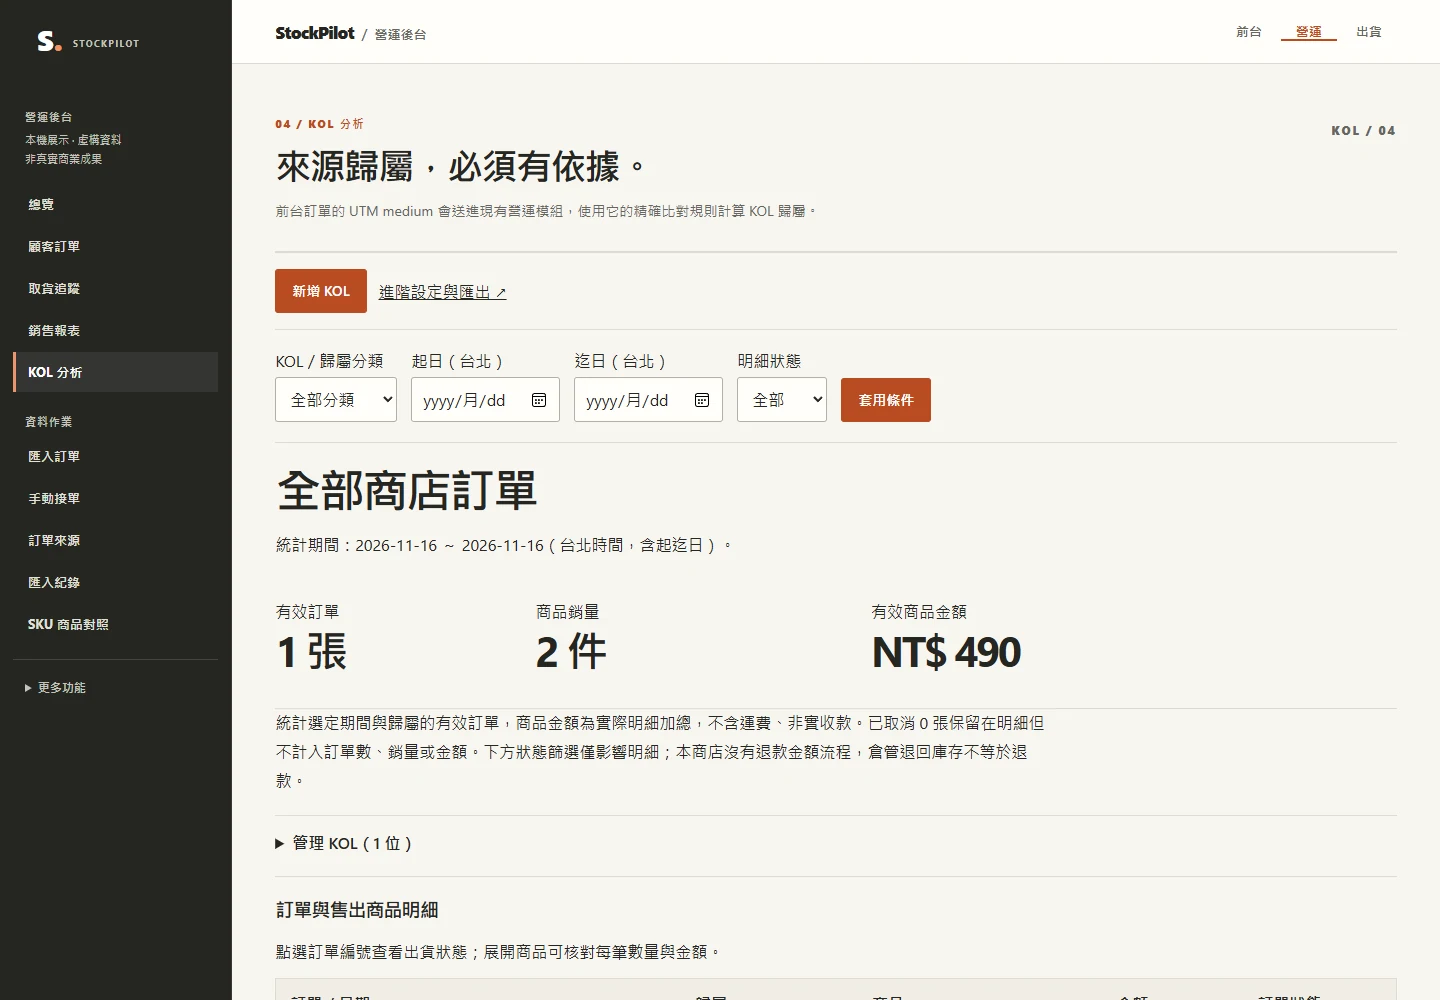 S. STOCKPILOT
營運後台
本機展示 · 虛構資料
非真實商業成果
總覽
顧客訂單
取貨追蹤
銷售報表
KOL 分析
資料作業
匯入訂單
手動接單
訂單來源
匯入紀錄
SKU 商品對照
▶ 更多功能
StockPilot / 營運後台
前台 營運 出貨
04 / KOL 分析
KOL / 04
來源歸屬，必須有依據。
前台訂單的 UTM medium 會送進現有營運模組，使用它的精確比對規則計算 KOL 歸屬。
新增 KOL 進階設定與匯出 ↗
KOL / 歸屬分類 起日（台北） 迄日（台北） 明細狀態
全部分類 yyyy/月/dd yyyy/月/dd 全部 套用條件
全部商店訂單
統計期間：2026-11-16 ～ 2026-11-16（台北時間，含起迄日）。
有效訂單 商品銷量 有效商品金額
1 張 2 件 NT$ 490
統計選定期間與歸屬的有效訂單，商品金額為實際明細加總，不含運費、非實收款。已取消 0 張保留在明細但
不計入訂單數、銷量或金額。下方狀態篩選僅影響明細；本商店沒有退款金額流程，倉管退回庫存不等於退
款。
▶ 管理 KOL（1 位）
訂單與售出商品明細
點選訂單編號查看出貨狀態；展開商品可核對每筆數量與金額。